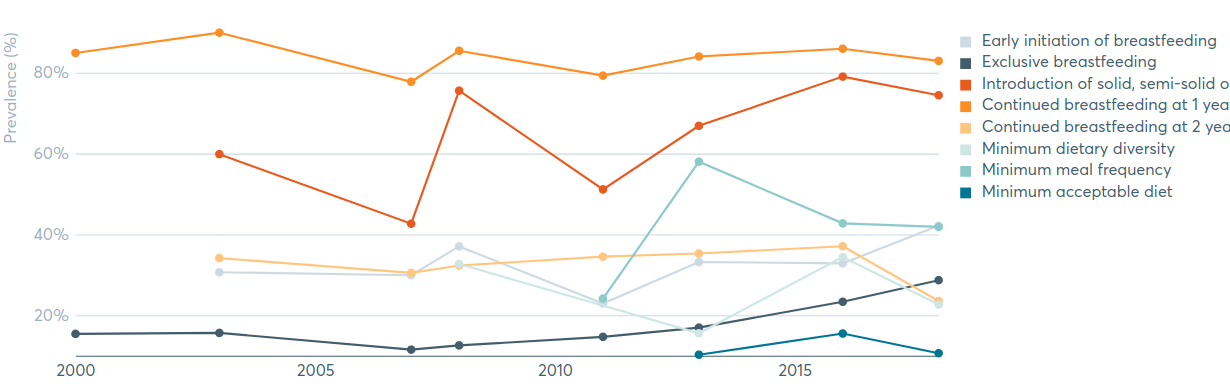 Prevalence (%)
80%
60%
40%
20%
2000 2005 2010 2015
Early initiation of breastfeeding
Exclusive breastfeeding
Introduction of solid, semi-solid o
Continued breastfeeding at 1 yea
Continued breastfeeding at 2 yea
Minimum dietary diversity
Minimum meal frequency
Minimum acceptable diet